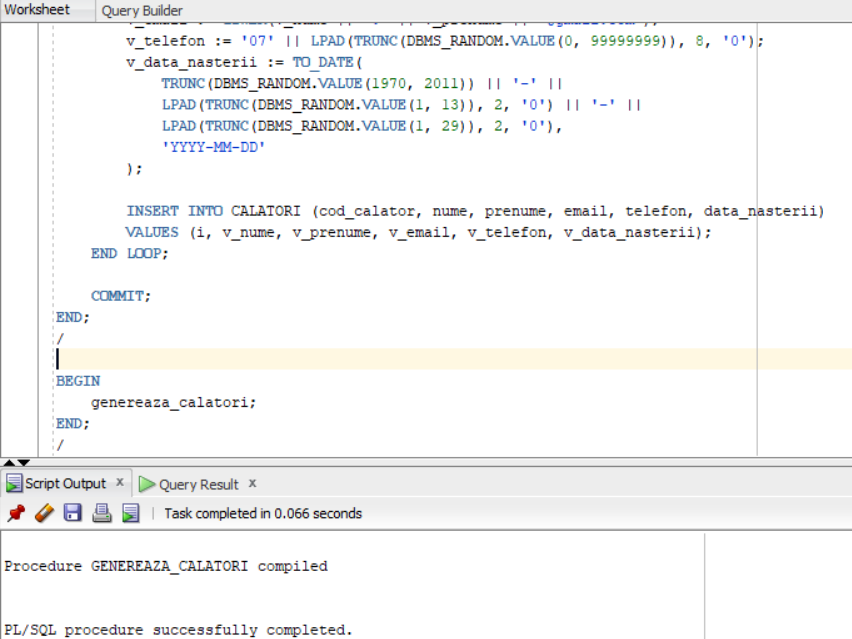 Worksheet Query Builder
v_telefon := '07' || LPAD(TRUNC(DBMS_RANDOM.VALUE(0, 99999999)), 8, '0');
v_data_nasterii := TO_DATE(
TRUNC(DBMS_RANDOM.VALUE(1970, 2011)) || '-' ||
LPAD(TRUNC(DBMS_RANDOM.VALUE(1, 13)), 2, '0') || '-' ||
LPAD(TRUNC(DBMS_RANDOM.VALUE(1, 29)), 2, '0'),
'YYYY-MM-DD'
);
INSERT INTO CALATORI (cod_calator, nume, prenume, email, telefon, data_nasterii)
VALUES (i, v_nume, v_prenume, v_email, v_telefon, v_data_nasterii);
END LOOP;
COMMIT;
END;
/
BEGIN
genereaza_calatori;
END;
/
Script Output x Query Result x
Task completed in 0.066 seconds
Procedure GENEREAZA_CALATORI compiled
PL/SQL procedure successfully completed.